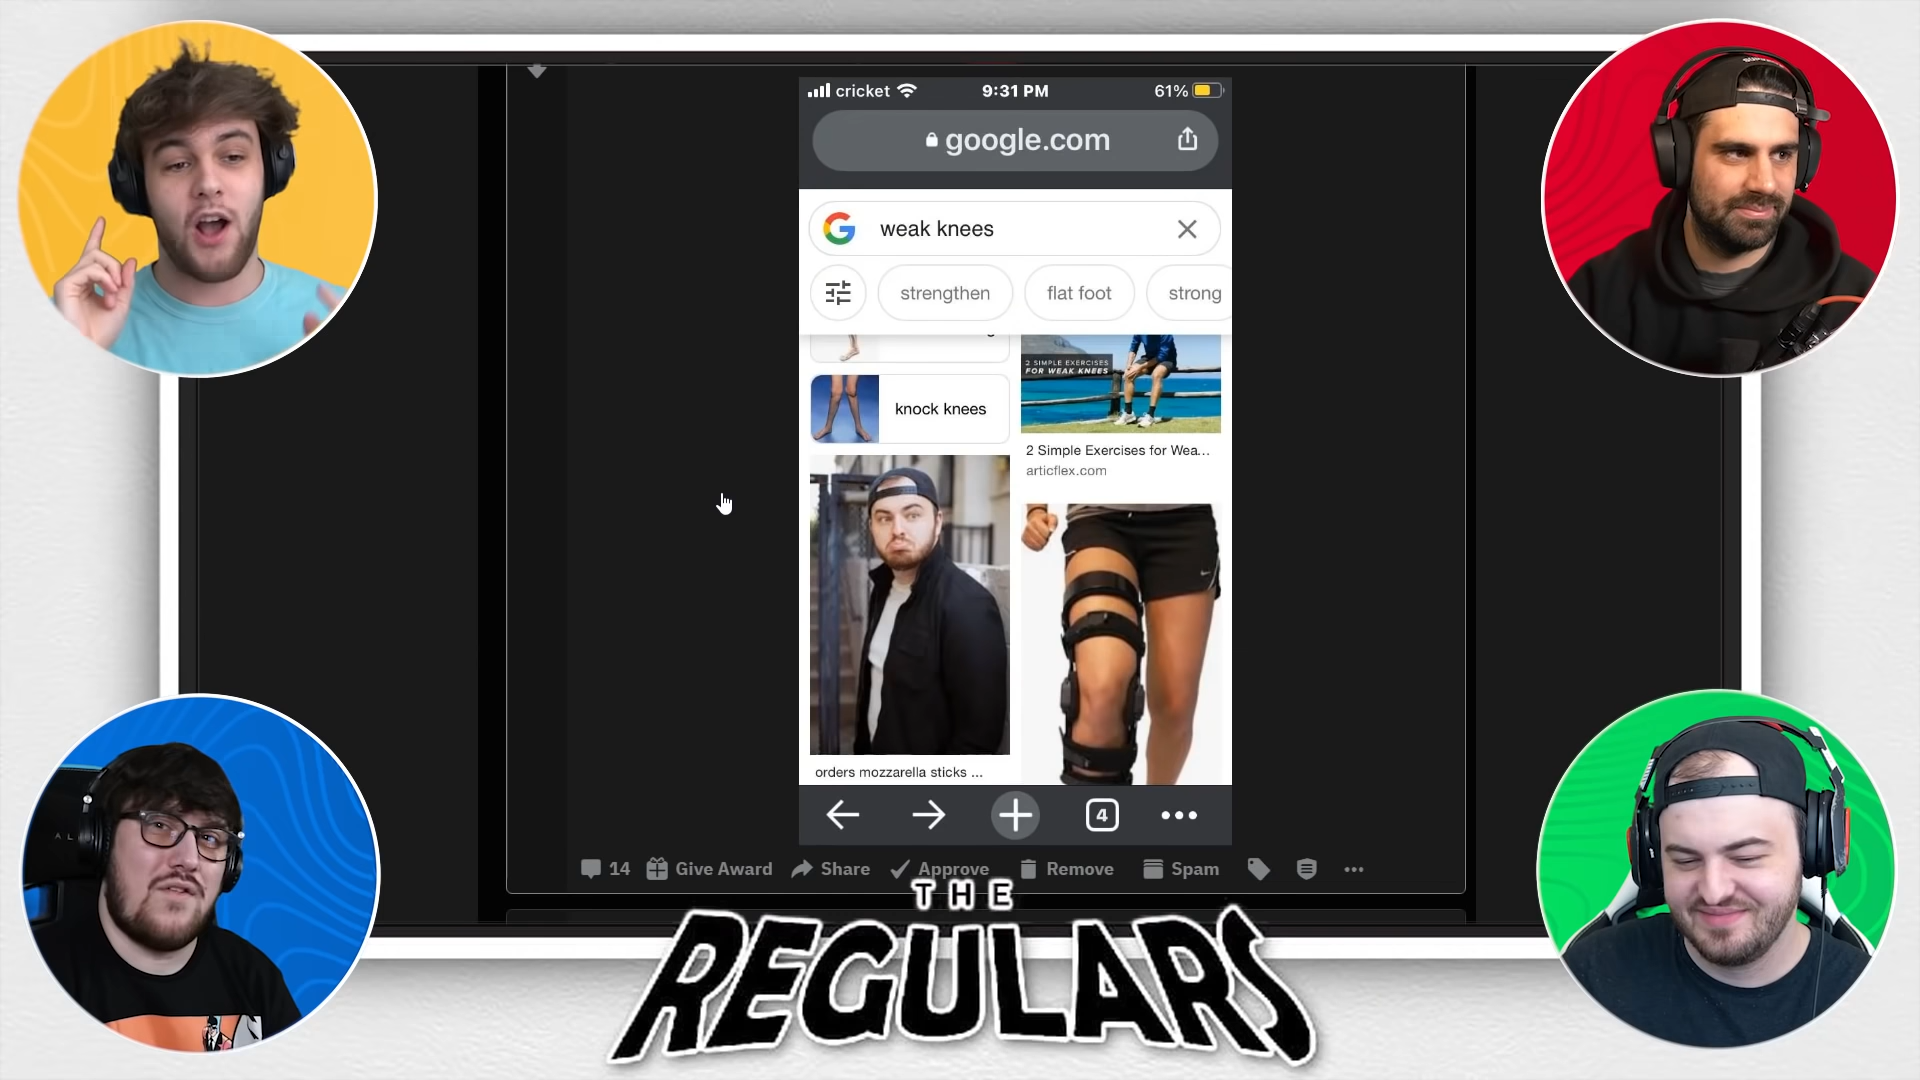 cricket 9:31 PM 61%
google.com
weak knees
strengthen flat foot strong
2 SIMPLE EXERCISES
FOR WEAK KNEES
knock knees
2 Simple Exercises for Wea...
articflex.com
orders mozzarella sticks ...
4
14 Give Award Share Approve Remove Spam
THE
REGULARS